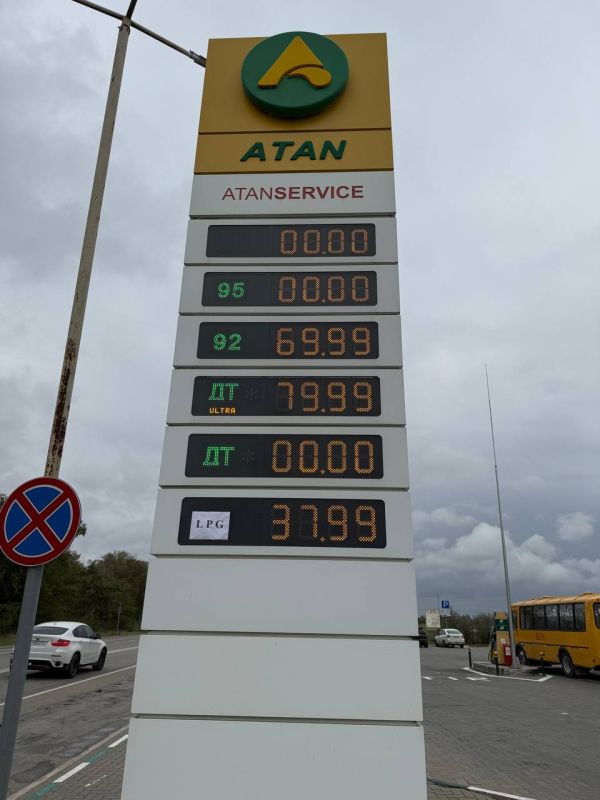 ATAN
ATANSERVICE
00.00
95 00.00
92 69.99
ДТ 79.99
ULTRA
ДТ 00.00
LPG 37.99
P